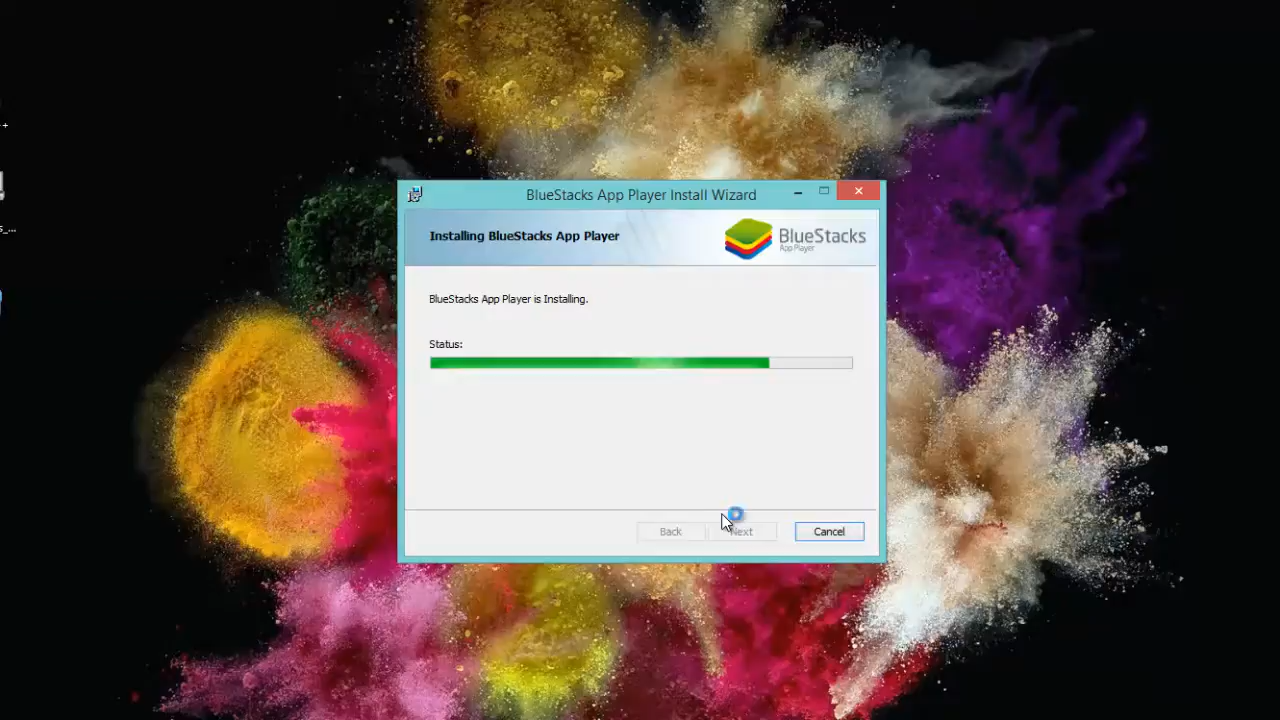 BlueStacks App Player Install Wizard
Installing BlueStacks App Player
BlueStacks
App Player
BlueStacks App Player is Installing.
Status:
Back
Next
Cancel